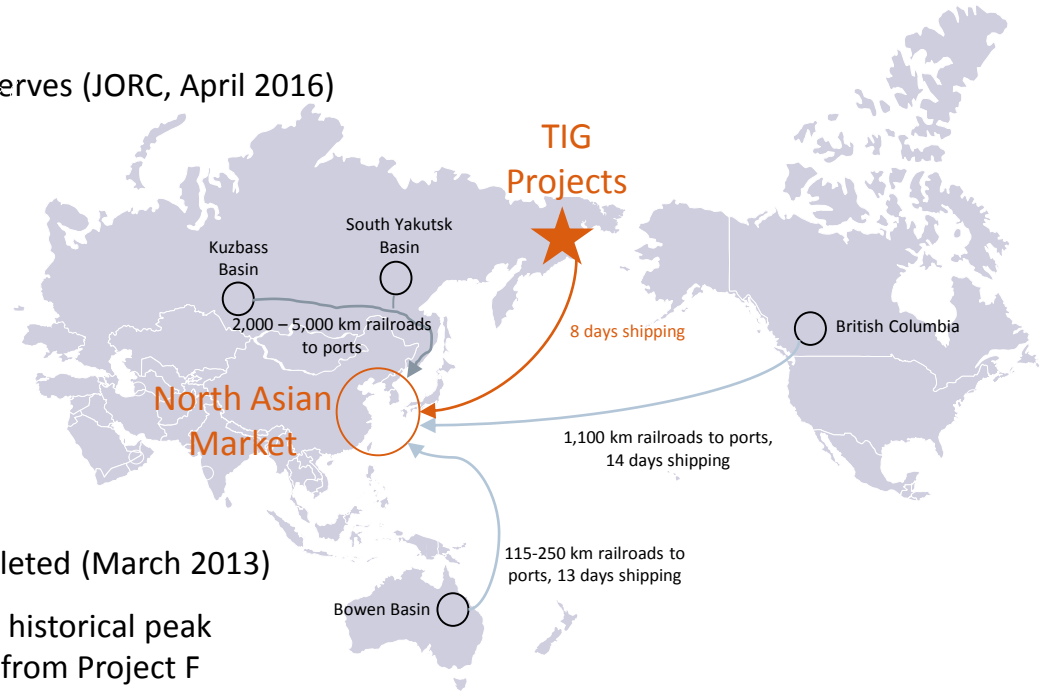 erves (JORC, April 2016)
TIG
Projects
South Yakutsk
Basin
Kuzbass
Basin
2,000 – 5,000 km railroads
to ports
8 days shipping
British Columbia
North Asian
Market
1,100 km railroads to ports,
14 days shipping
115-250 km railroads to
ports, 13 days shipping
leted (March 2013)
Bowen Basin
historical peak
from Project F